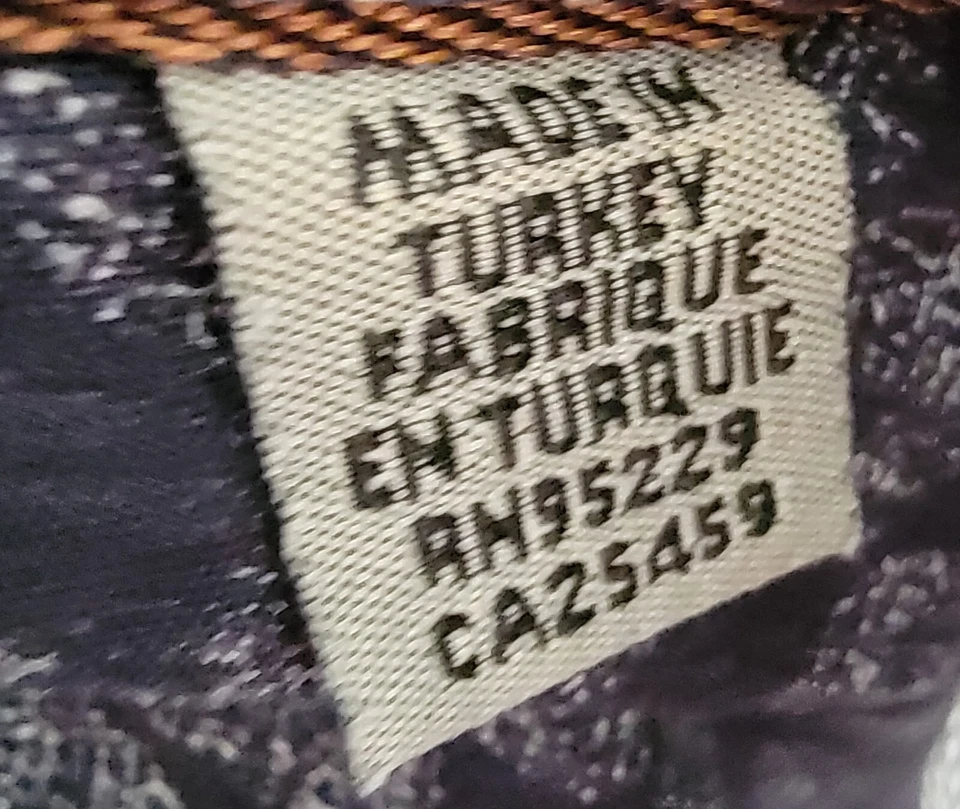 MADE IN
TURKEY
FABRIQUE
EN TURQUIE
RN95229
CA25459